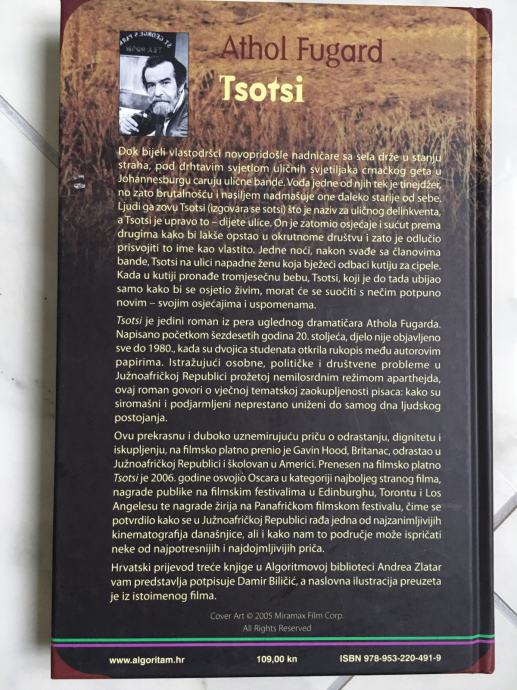 ST GEORGE'S PARK
TEA ROOM
Athol Fugard
Tsotsi
Dok bijeli vlastodršci novopridošle nadničare sa sela drže u stanju
straha, pod drhtavim svjetlom uličnih svjetiljaka crnačkog geta u
Johannesburgu caruju ulične bande. Vođa jedne od njih tek je tinejdžer,
no zato brutalnošću i nasiljem nadmašuje one daleko starije od sebe.
Ljudi ga zovu Tsotsi (izgovara se sotsi) što je naziv za uličnog delinkventa,
a Tsotsi je upravo to – dijete ulice. On je zatomio osjećaje i sućut prema
drugima kako bi lakše opstao u okrutnome društvu i zato je odlučio
prisvojiti to ime kao vlastito. Jedne noći, nakon svađe sa članovima
bande, Tsotsi na ulici napadne ženu koja bježeći odbaci kutiju za cipele.
Kada u kutiji pronađe tromjesečnu bebu, Tsotsi, koji je do tada ubijao
samo kako bi se osjetio živim, morat će se suočiti s nečim potpuno
novim – svojim osjećajima i uspomenama.
Tsotsi je jedini roman iz pera uglednog dramatičara Athola Fugarda.
Napisano početkom šezdesetih godina 20. stoljeća, djelo nije objavljeno
sve do 1980., kada su dvojica studenata otkrila rukopis među autorovim
papirima. Istražujući osobne, političke i društvene probleme u
Južnoafričkoj Republici prožetoj nemilosrdnim režimom aparthejda,
ovaj roman govori o vječnoj tematskoj zaokupljenosti pisaca: kako su
siromašni i podjarmljeni neprestano uniženi do samog dna ljudskog
postojanja.
Ovu prekrasnu i duboko uznemirujuću priču o odrastanju, dignitetu i
iskupljenju, na filmsko platno prenio je Gavin Hood, Britanac, odrastao u
Južnoafričkoj Republici i školovan u Americi. Prenesen na filmsko platno
Tsotsi je 2006. godine osvojio Oscara u kategoriji najboljeg stranog filma,
nagrade publike na filmskim festivalima u Edinburghu, Torontu i Los
Angelesu te nagrade žirija na Panafričkom filmskom festivalu, čime se
potvrdilo kako se u Južnoafričkoj Republici rađa jedna od najzanimljivijih
kinematografija današnjice, ali i kako nam to područje može ispričati
neke od najpotresnijih i najdojmljivijih priča.
Hrvatski prijevod treće knjige u Algoritmovoj biblioteci Andrea Zlatar
vam predstavlja potpisuje Damir Biličić, a naslovna ilustracija preuzeta
je iz istoimenog filma.
Cover Art © 2005 Miramax Film Corp.
All Rights Reserved
www.algoritam.hr 109,00 kn ISBN 978-953-220-491-9